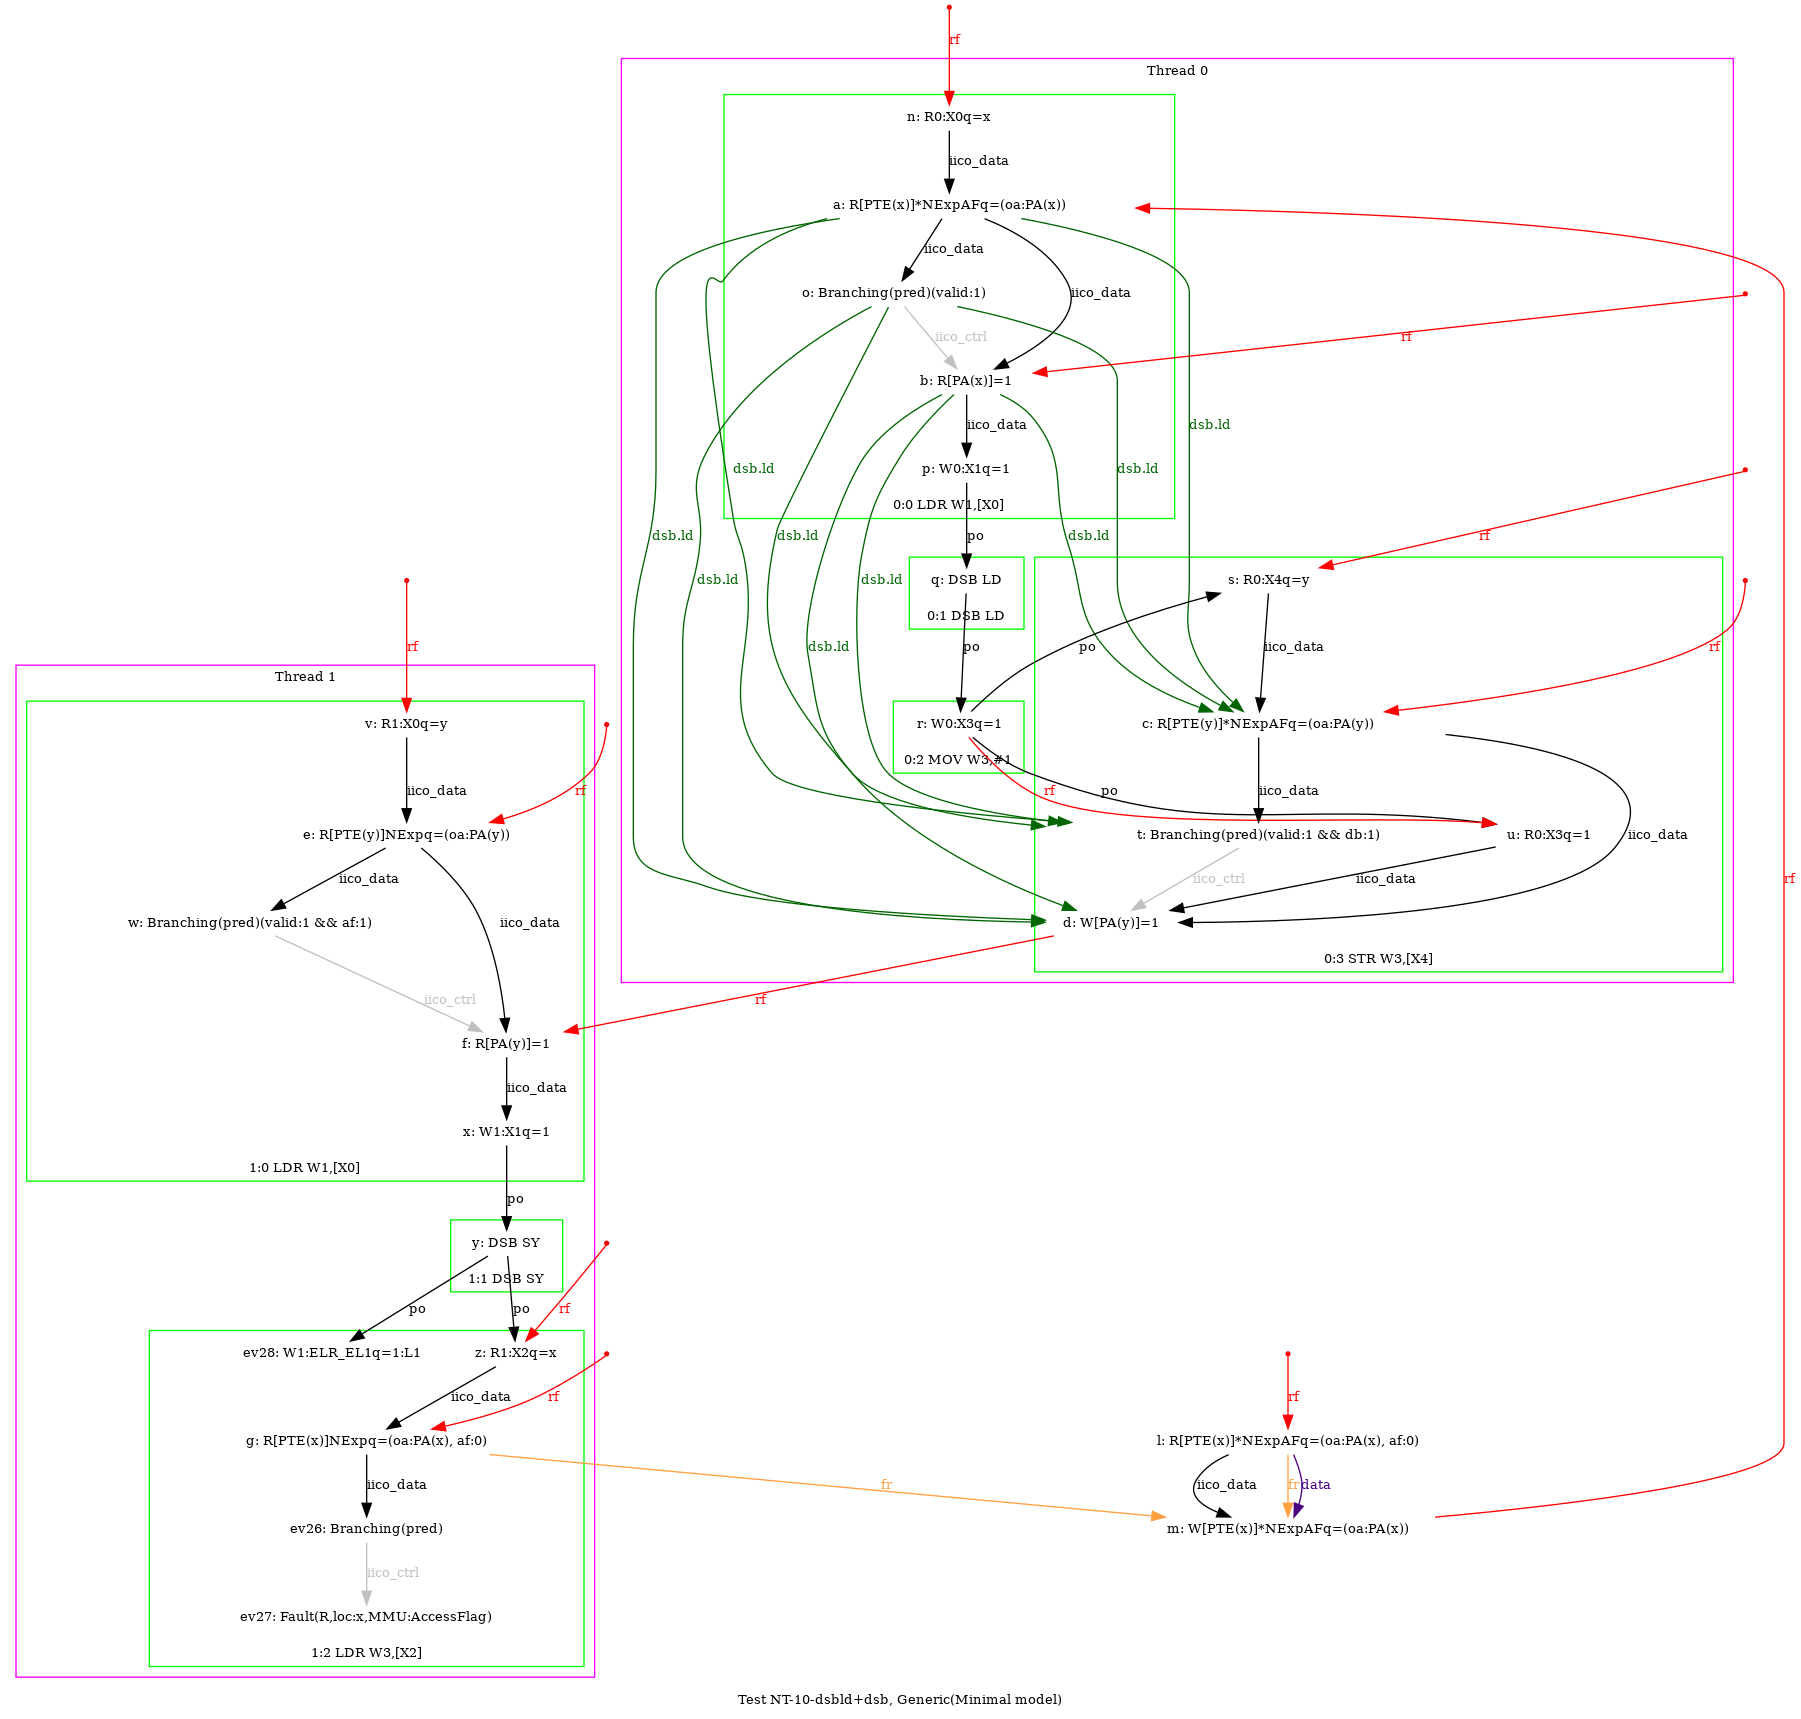 rf
Thread 0
n: R0:X0q=x
iico_data
a: R[PTE(x)]*NExpAFq=(oa:PA(x))
iico_data
o: Branching(pred)(valid:1)
iico_data
iico_ctrl
rf
b: R[PA(x)]=1
dsb.ld
iico_data
p: W0:X1q=1
dsb.ld
dsb.ld
0:0 LDR W1,[X0]
dsb.ld
dsb.ld
po
dsb.ld
rf
dsb.ld
dsb.ld
q: DSB LD
s: R0:X4q=y
0:1 DSB LD
rf
dsb.ld
po
po
iico_data
rf
Thread 1
v: R1:X0q=y
r: W0:X3q=1
c: R[PTE(y)]*NExpAFq=(oa:PA(y))
0:2 MOV W3,#1
iico_data
rf
rf
po
iico_data
e: R[PTE(y)]NExpq=(oa:PA(y))
t: Branching(pred)(valid:1 && db:1)
u: R0:X3q=1
iico_data
iico_data
iico_ctrl
iico_data
rf
w: Branching(pred)(valid:1 && af:1)
iico_data
d: W[PA(y)]=1
0:3 STR W3,[X4]
iico_ctrl
rf
f: R[PA(y)]=1
iico_data
x: W1:X1q=1
1:0 LDR W1,[X0]
po
y: DSB SY
1:1 DSB SY
po
po
rf
ev28: W1:ELR_EL1q=1:L1
z: R1:X2q=x
iico_data
rf
rf
g: R[PTE(x)]NExpq=(oa:PA(x), af:0)
l: R[PTE(x)]*NExpAFq=(oa:PA(x), af:0)
iico_data
fr
iico_data
fr
data
ev26: Branching(pred)
m: W[PTE(x)]*NExpAFq=(oa:PA(x))
iico_ctrl
ev27: Fault(R,loc:x,MMU:AccessFlag)
1:2 LDR W3,[X2]
Test NT-10-dsbld+dsb, Generic(Minimal model)